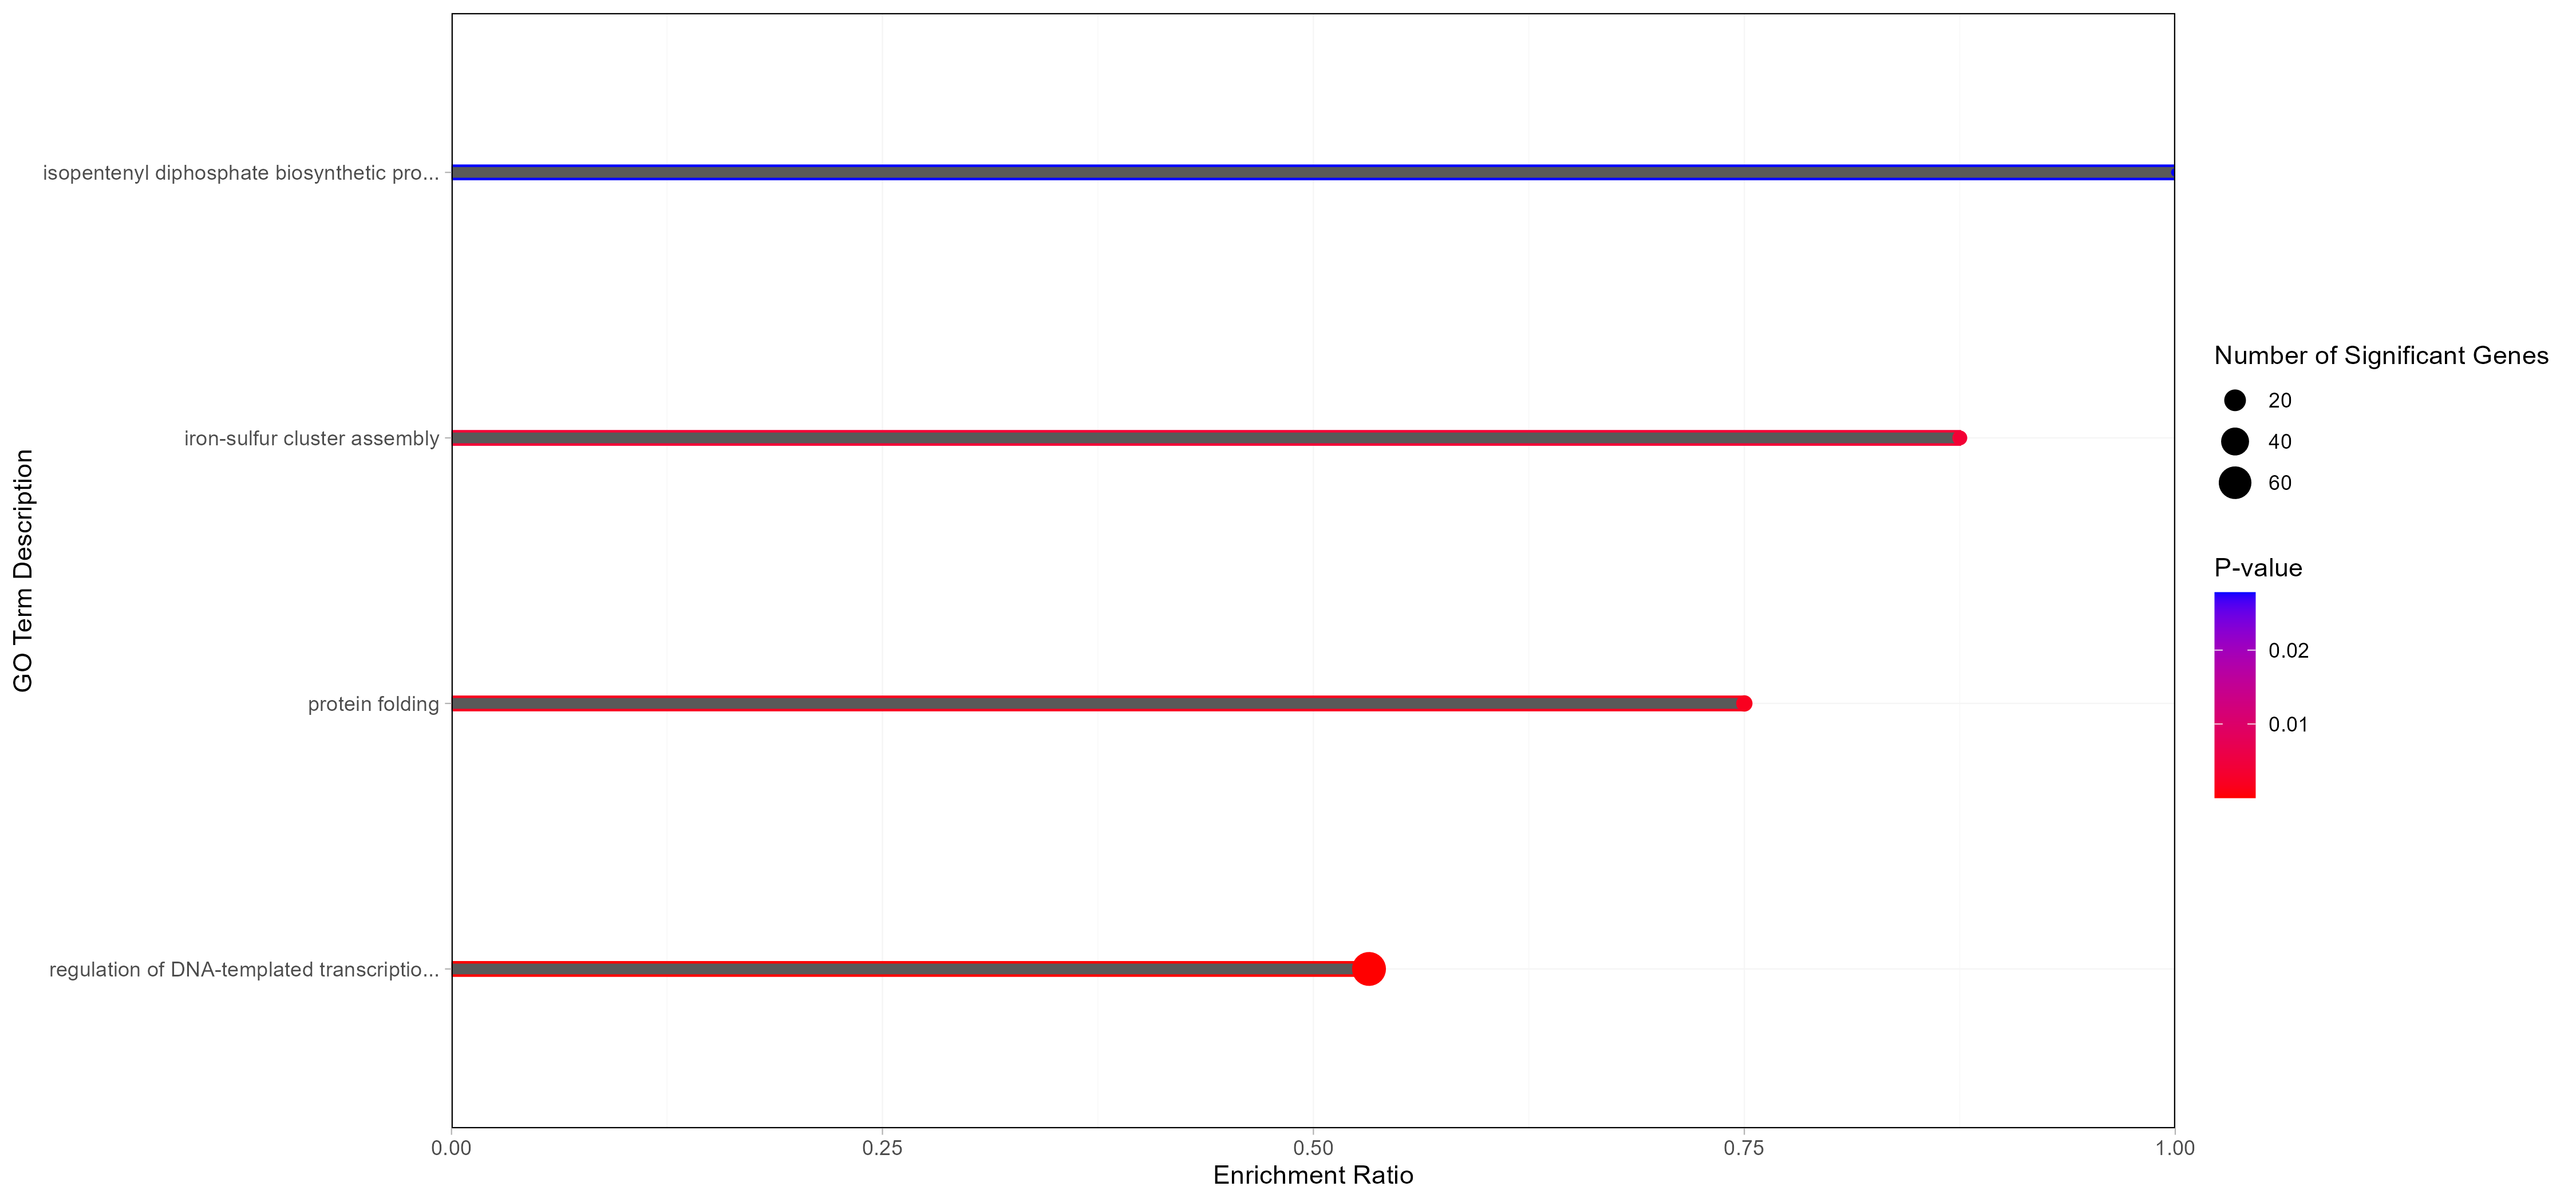 GO Term Description
isopentenyl diphosphate biosynthetic pro...
iron-sulfur cluster assembly
protein folding
regulation of DNA-templated transcriptio...
0.00
0.25
0.50
0.75
1.00
Enrichment Ratio
Number of Significant Genes
20
40
60
P-value
0.02
0.01